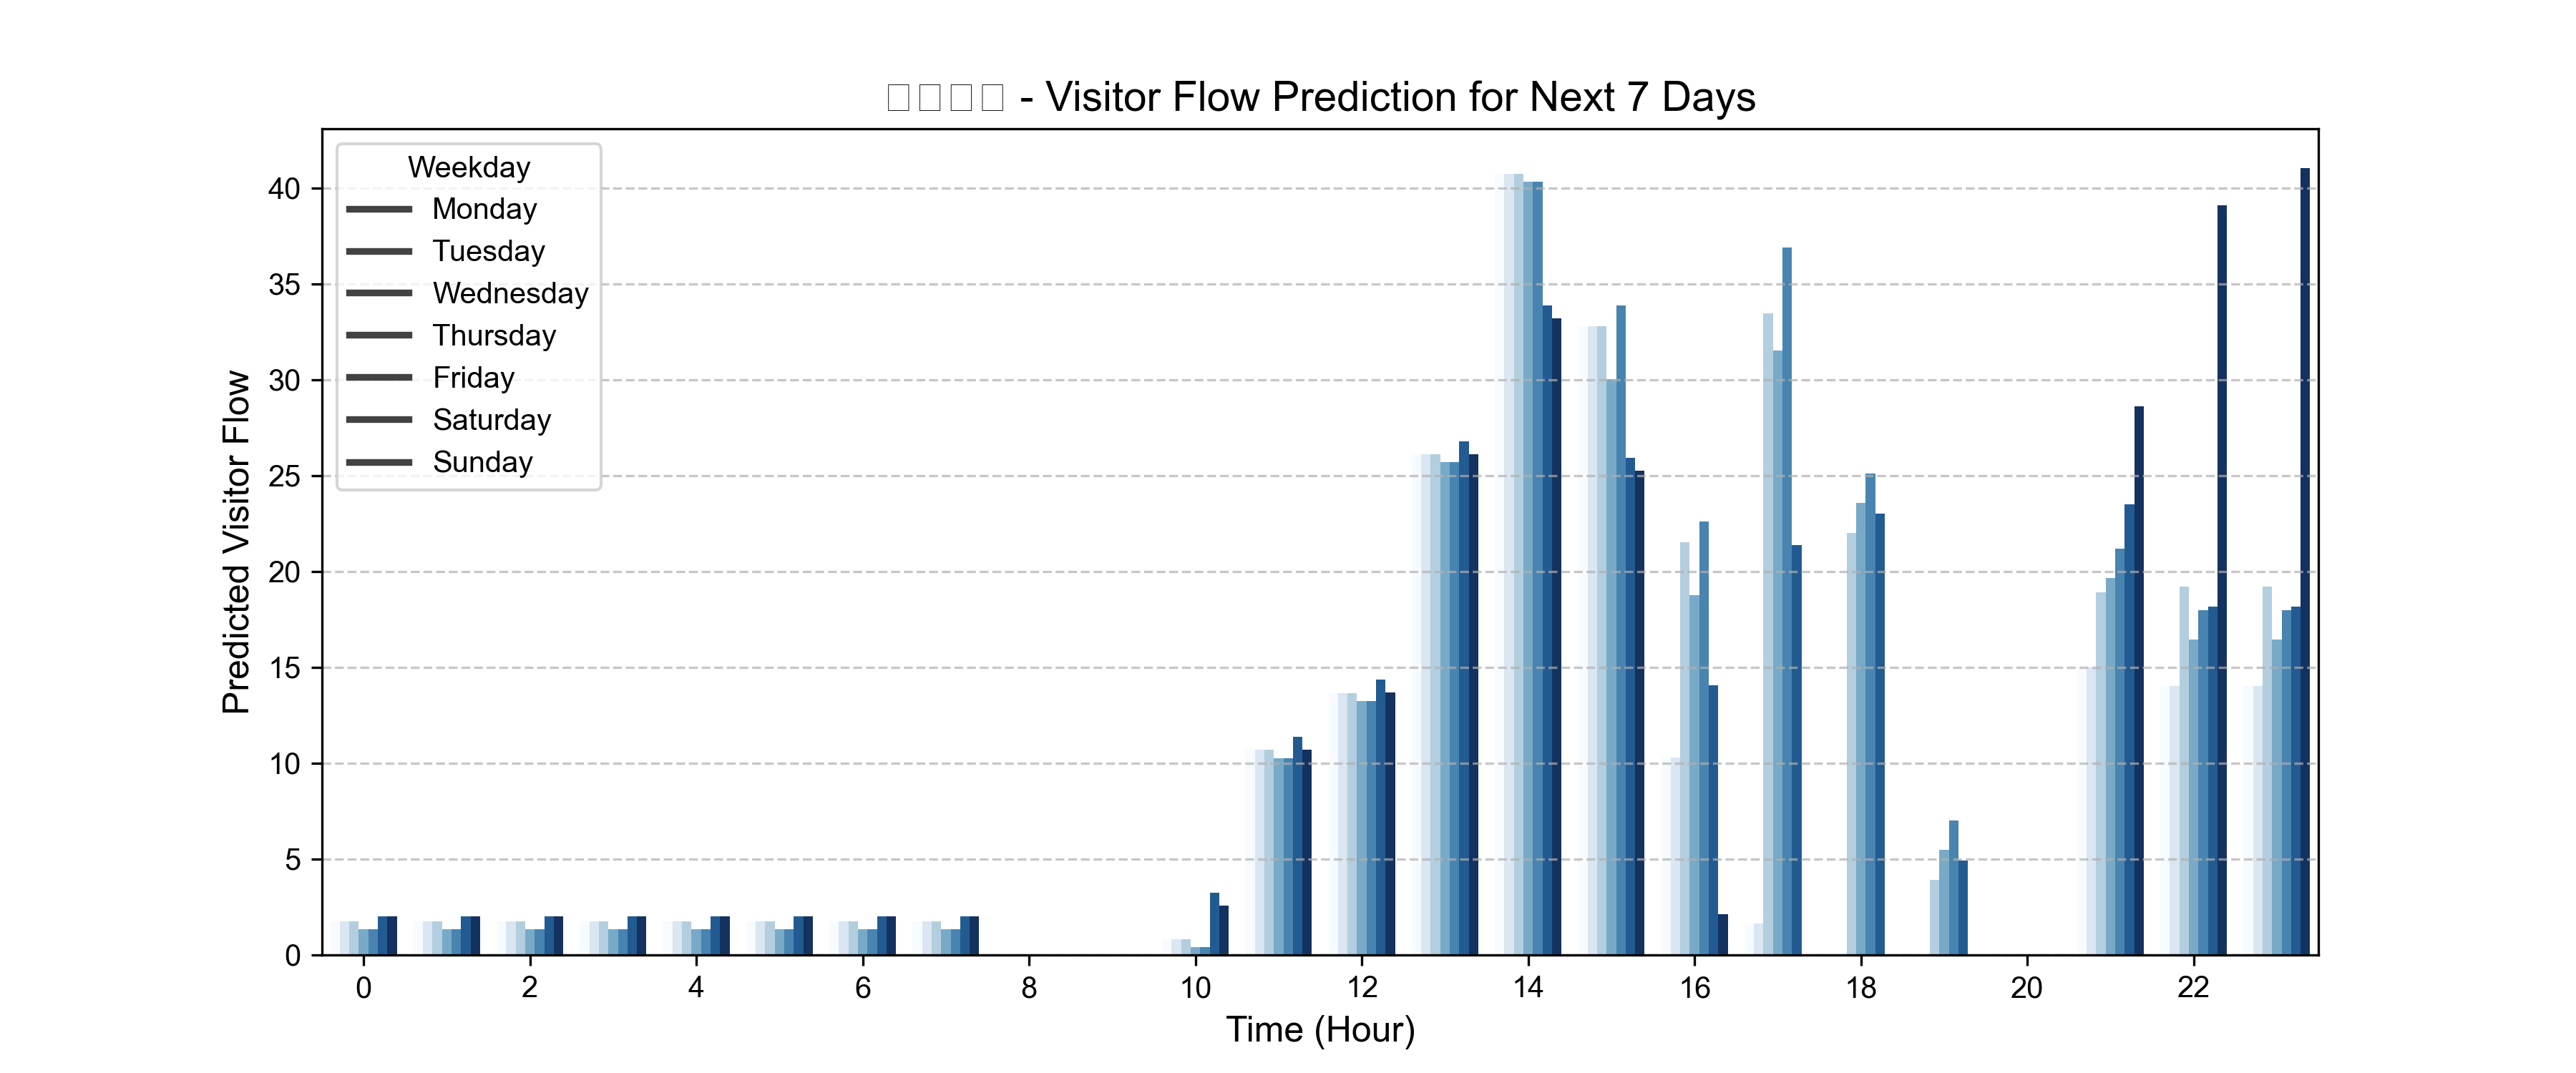 - Visitor Flow Prediction for Next 7 Days
Weekday
Monday
Tuesday
Wednesday
Thursday
Friday
Saturday
Sunday
Predicted Visitor Flow
40
35
30
25
20
15
10
5
0
0 2 4 6 8 10 12 14 16 18 20 22
Time (Hour)